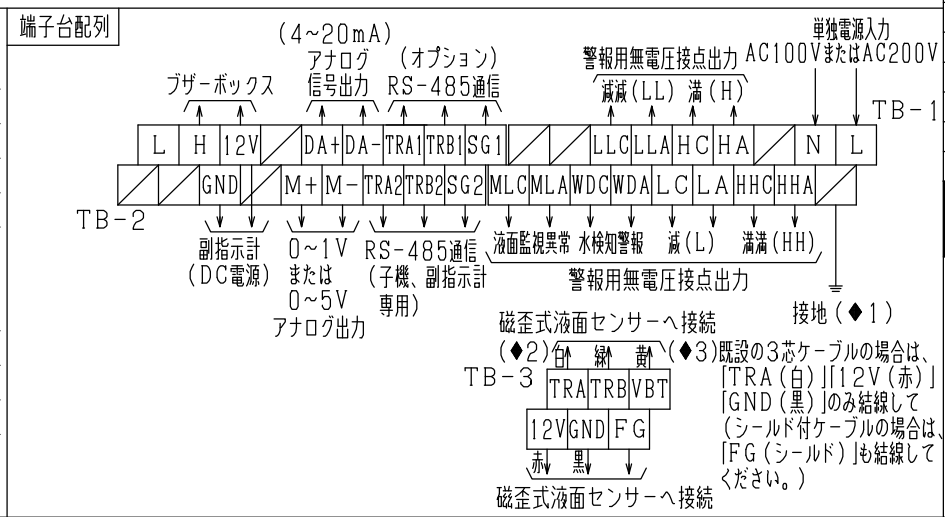 端子台配列
(4~20mA)
アナログ
信号出力
(オプション)
RS-485通信
ブザーボックス
警報用無電圧接点出力
減減(LL) 満(H)
単独電源入力
AC100VまたはAC200V
TB-1
L H 12V DA+ DA- TRA1 TRB1 SG1 LLC LLA HC HA N L
GND M+ M- TRA2 TRB2 SG2 MLC MLA WDC WDA LC LA HHC HHA
TB-2
副指示計
(DC電源)
0~1V
または
0~5V
アナログ出力
RS-485通信
(子機、副指示計
専用)
液面監視異常 水検知警報 減(L) 満満(HH)
警報用無電圧接点出力
接地(◆1)
磁歪式液面センサーへ接続
(◆2) 白 緑 黄
TB-3
TRA TRB VBT
12V GND FG
赤 黒
磁歪式液面センサーへ接続
(◆3)既設の3芯ケーブルの場合は、
「TRA(白)」「12V(赤)」
「GND(黒)」のみ結線して
(シールド付ケーブルの場合は、
「FG(シールド)」も結線して
ください。)